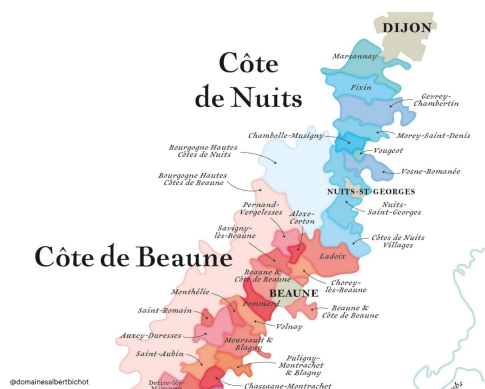 DIJON
Marsannay
Côte
de Nuits
Fixin
Gevrey-
Chambertin
Chambolle-Musigny
Morey-Saint-Denis
Bourgogne Hautes
Côtes de Nuits
Vougeot
Vosne-Romanée
Bourgogne Hautes
Côtes de Beaune
NUITS-ST-GEORGES
Nuits-
Saint-Georges
Pernand-
Vergelesses
Aloxe-
Corton
Savigny-
lès-Beaune
Côtes de Nuits
Villages
Côte de Beaune
Ladoix
Beaune &
Côte de Beaune
Chorey-
lès-Beaune
Monthélie
BEAUNE
Pommard
Saint-Romain
Beaune &
Côte de Beaune
Volnay
Auxey-Duresses
Meursault &
Blagny
Saint-Aubin
Puligny-
Montrachet
& Blagny
@domainesalbertbichot
Chassagne-Montrachet